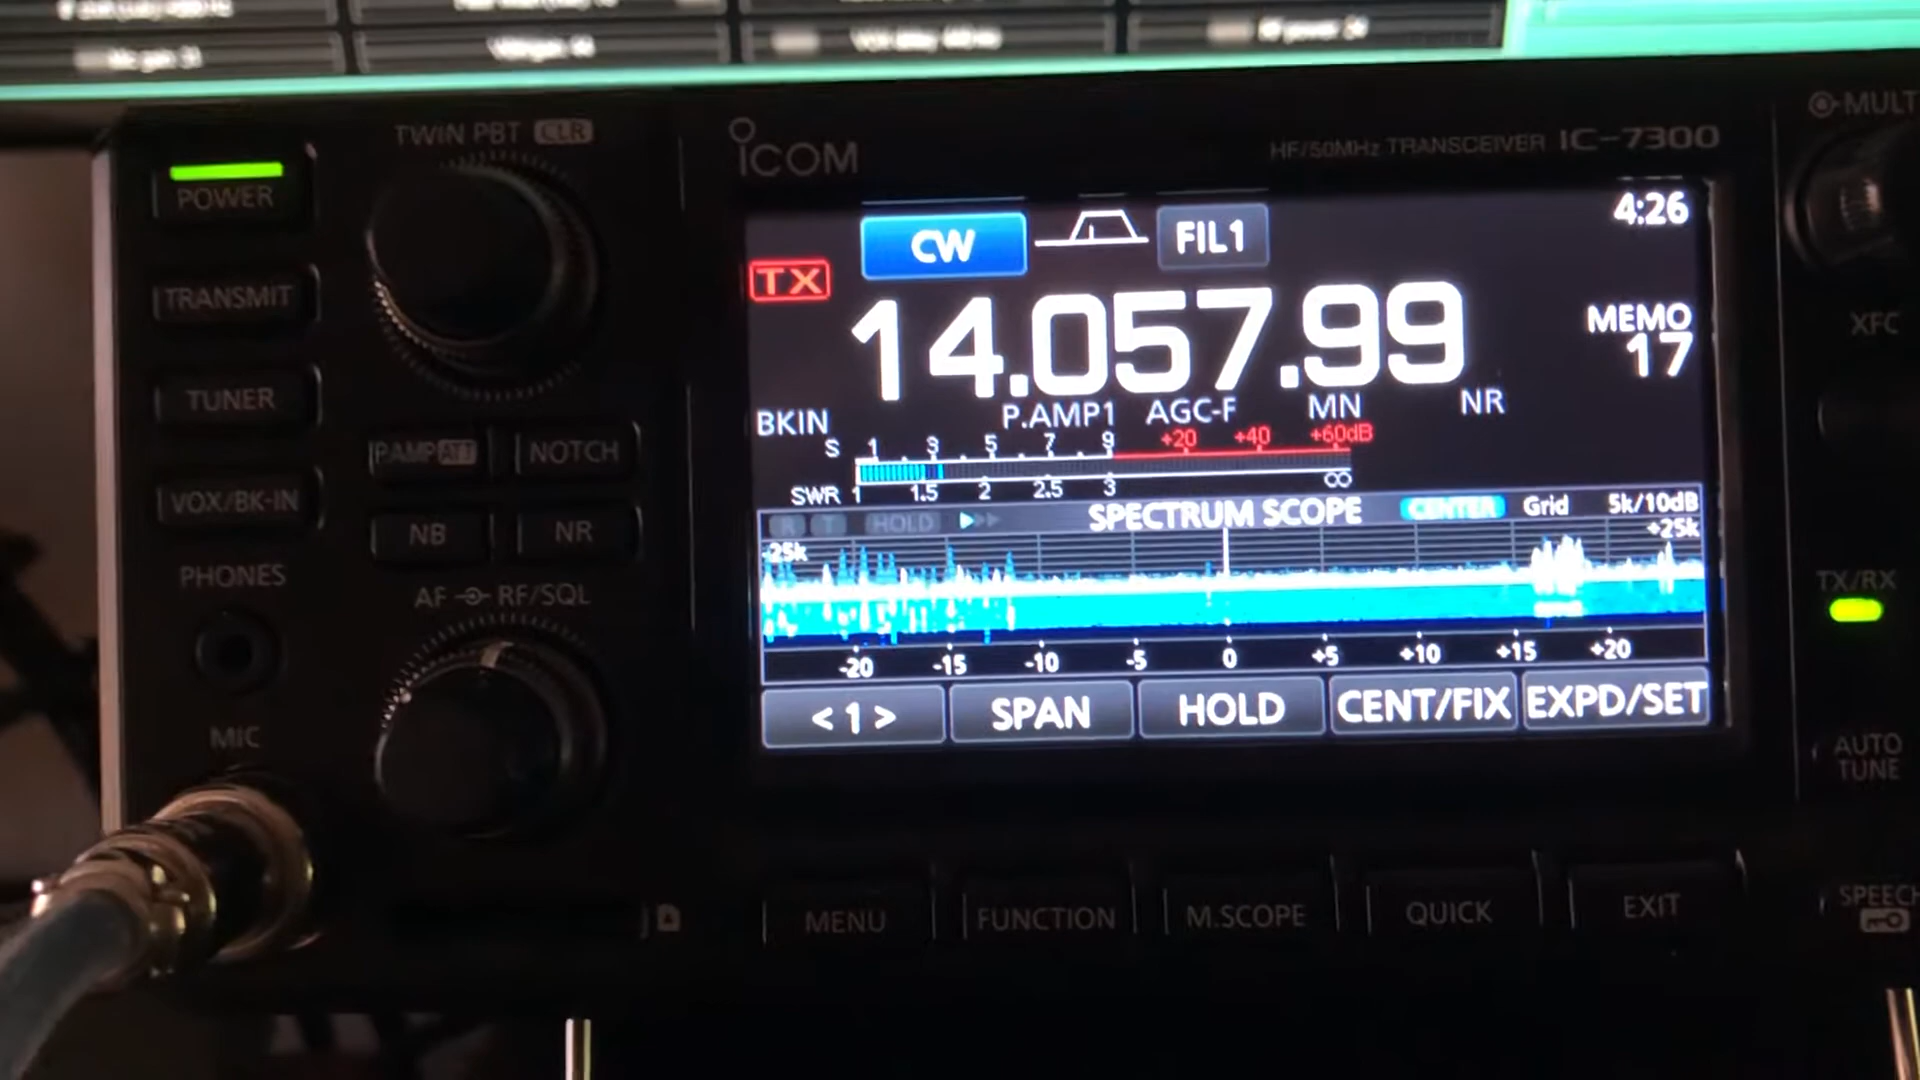 TWIN PBT CLR
ICOM
HF/50MHz TRANSCEIVER IC-7300
MULT
POWER
CW
FIL1
4:26
TX
14.057.99
MEMO
17
TRANSMIT
XFC
TUNER
BKIN
P.AMP1
AGC-F
MN
NR
S 1 3 5 7 9 +20 +40 +60dB
P.AMP ATT
NOTCH
SWR 1 1.5 2 2.5 3 ∞
VOX/BK-IN
R T HOLD
SPECTRUM SCOPE
CENTER
Grid
5k/10dB
NB
NR
-25k
+25k
PHONES
AF RF/SQL
TX/RX
-20 -15 -10 -5 0 +5 +10 +15 +20
< 1 >
SPAN
HOLD
CENT/FIX
EXPD/SET
MIC
AUTO
TUNE
MENU
FUNCTION
M.SCOPE
QUICK
EXIT
SPEECH